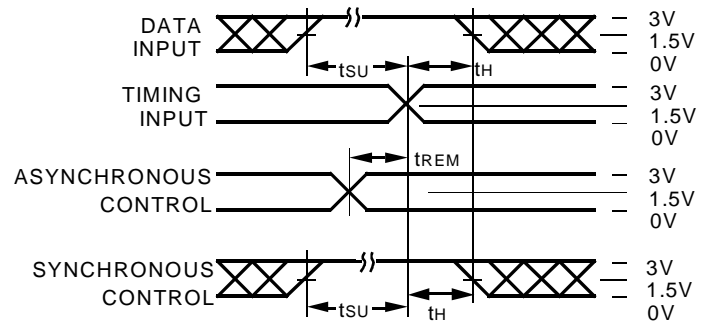 DATA
INPUT
3V
1.5V
0V
tSU
tH
TIMING
INPUT
3V
1.5V
0V
tREM
ASYNCHRONOUS
CONTROL
3V
1.5V
0V
SYNCHRONOUS
CONTROL
3V
1.5V
0V
tSU
tH